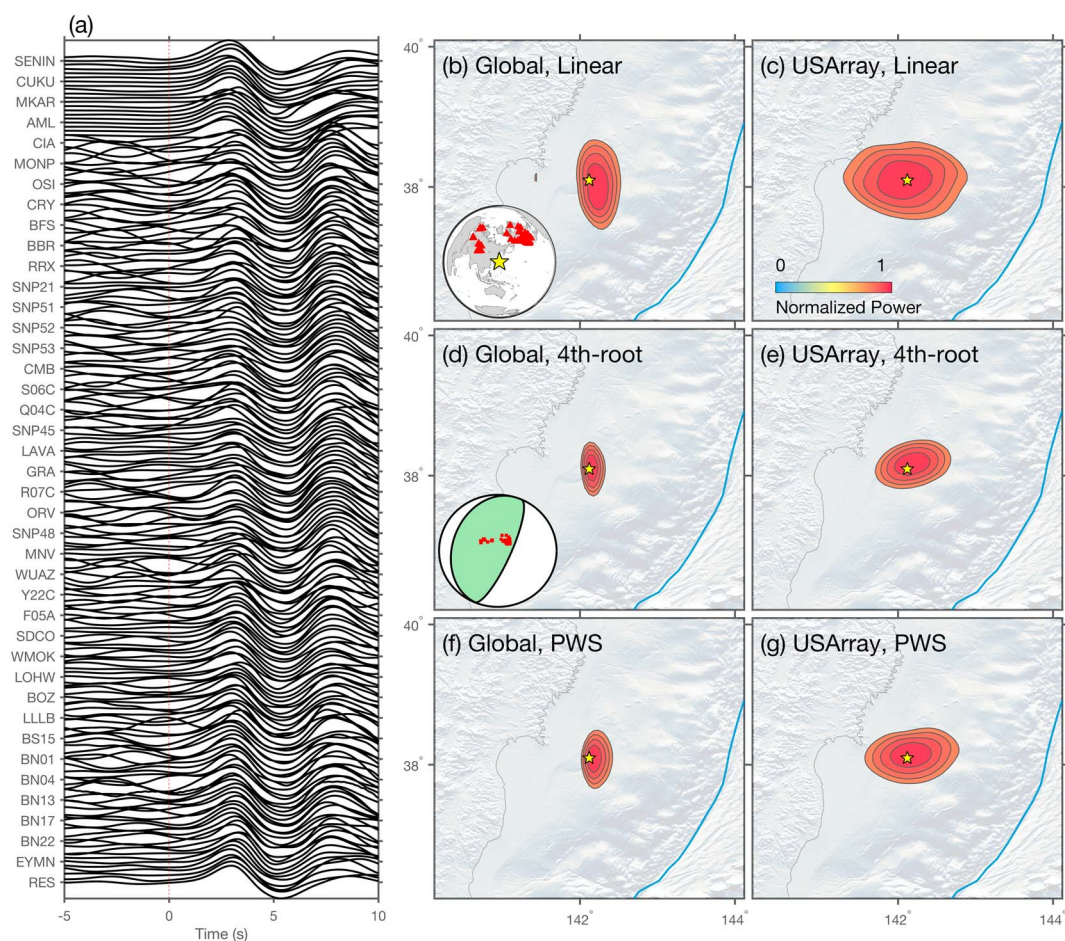 (a)
SENIN
CUKU
MKAR
AML
CIA
MONP
OSI
CRY
BFS
BBR
RRX
SNP21
SNP51
SNP52
SNP53
CMB
S06C
Q04C
SNP45
LAVA
GRA
R07C
ORV
SNP48
MNV
WUAZ
Y22C
F05A
SDCO
WMOK
LOHW
BOZ
LLLB
BS15
BN01
BN04
BN13
BN17
BN22
EYMN
RES
-5 0 5 10
Time (s)
40°
38°
(b) Global, Linear
(c) USArray, Linear
0 1
Normalized Power
40°
38°
(d) Global, 4th-root
(e) USArray, 4th-root
40°
38°
(f) Global, PWS
(g) USArray, PWS
142° 144° 142° 144°